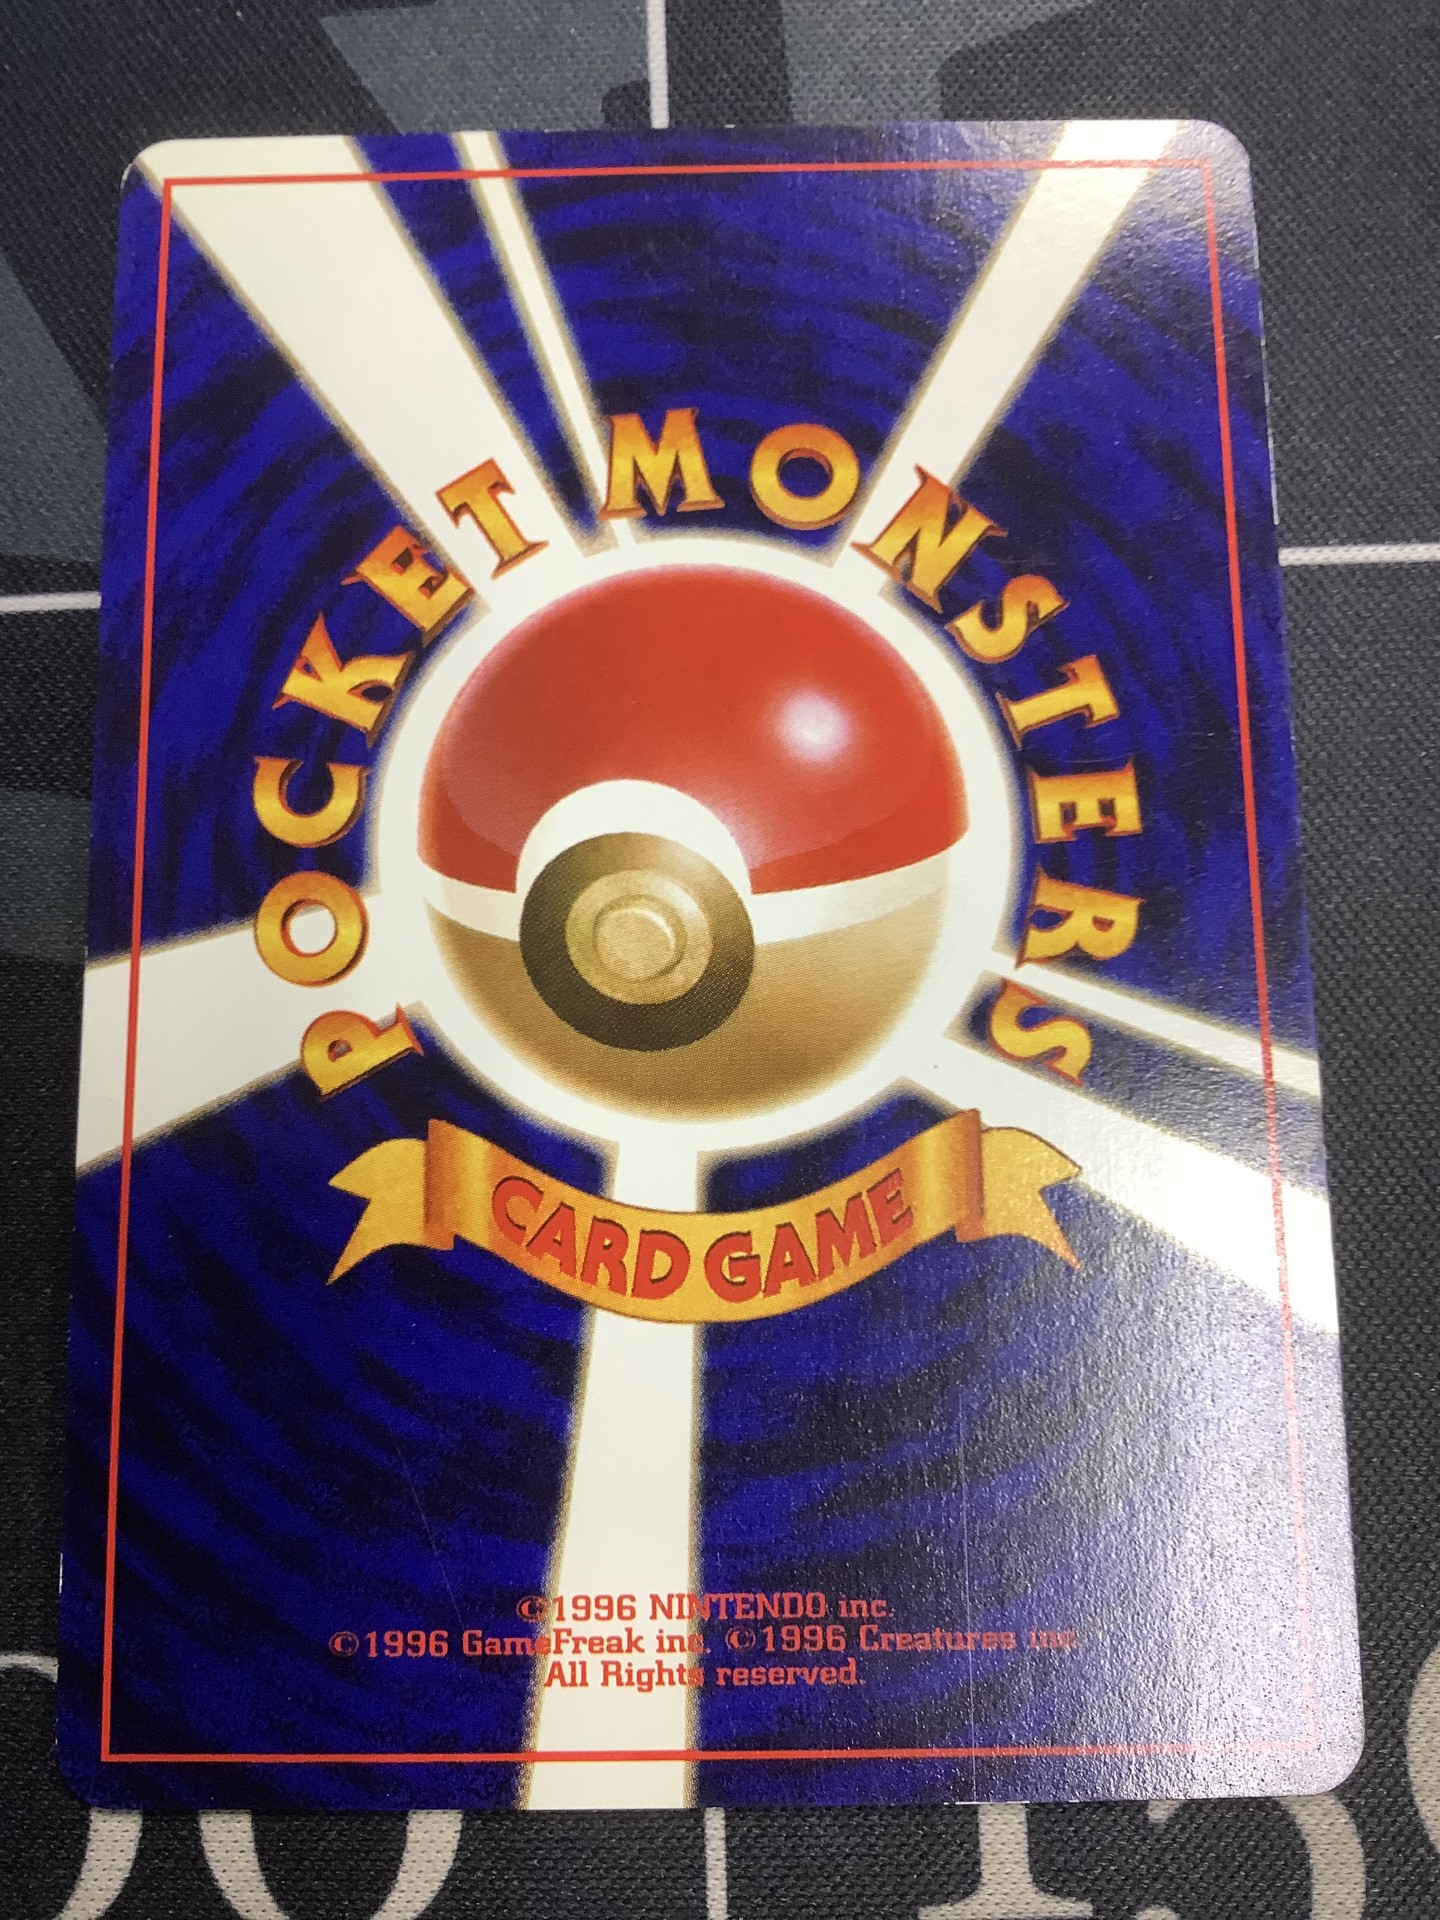 POCKET MONSTERS
CARD GAME
©1996 NINTENDO inc.
©1996 GameFreak inc. ©1996 Creatures inc.
All Rights reserved.